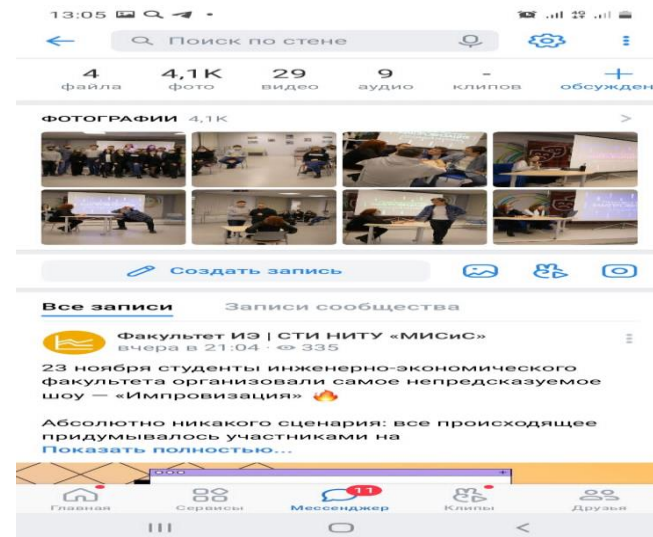 13:05
Поиск по стене
4 4,1K 29 9 -
файла фото видео аудио клипов обсужден
ФОТОГРАФИИ 4,1K
Создать запись
Все записи Записи сообщества
Факультет ИЭ | СТИ НИТУ «МИСиС»
вчера в 21:04 · 335
23 ноября студенты инженерно-экономического
факультета организовали самое непредсказуемое
шоу — «Импровизация» 🔥
Абсолютно никакого сценария: все происходящее
придумывалось участниками на
Показать полностью...
11
Главная Сервисы Мессенджер Клипы Друзья